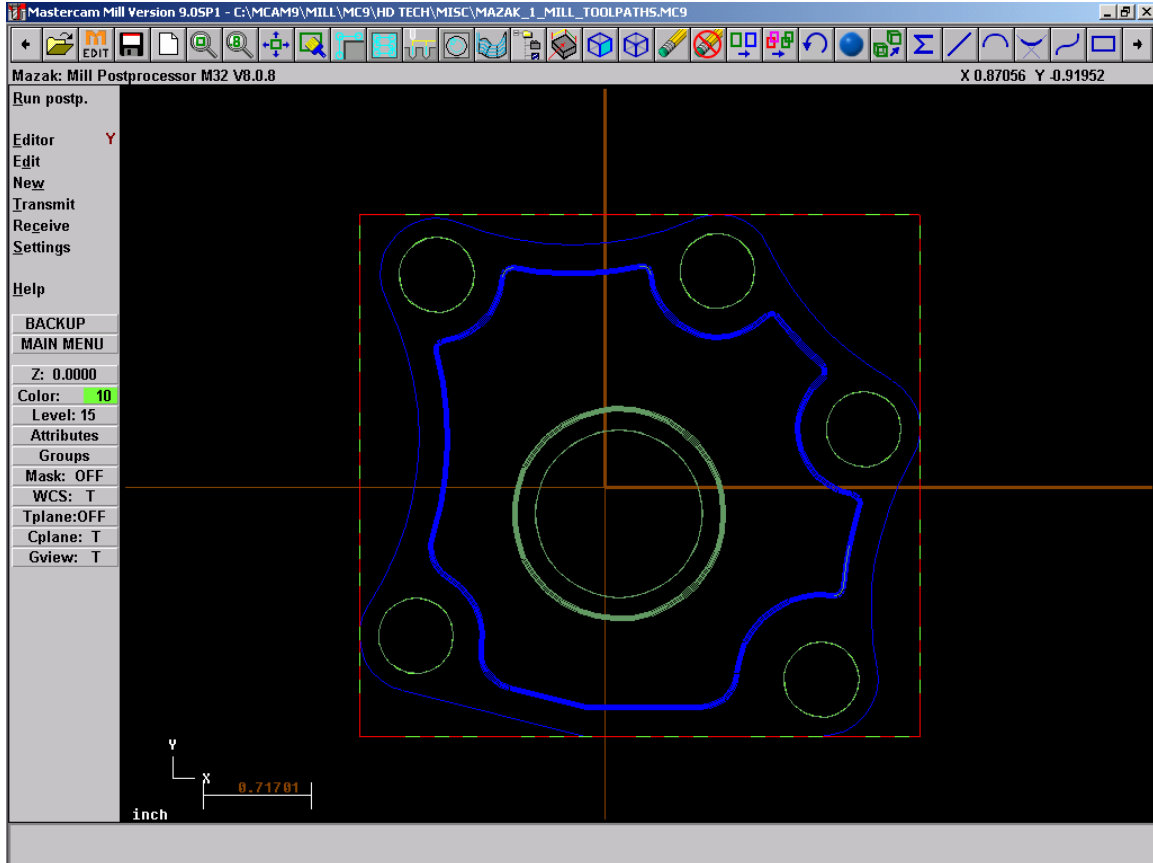 Mastercam Mill Version 9.0SP1 - C:\MCAM9\MILL\MC9\HD TECH\MISC\MAZAK_1_MILL_TOOLPATHS.MC9
EDIT
Mazak: Mill Postprocessor M32 V8.0.8 X 0.87056 Y -0.91952
Run postp.
Editor Y
Edit
New
Transmit
Receive
Settings
Help
BACKUP
MAIN MENU
Z: 0.0000
Color: 10
Level: 15
Attributes
Groups
Mask: OFF
WCS: T
Tplane:OFF
Cplane: T
Gview: T
Y
X
0.71701
inch